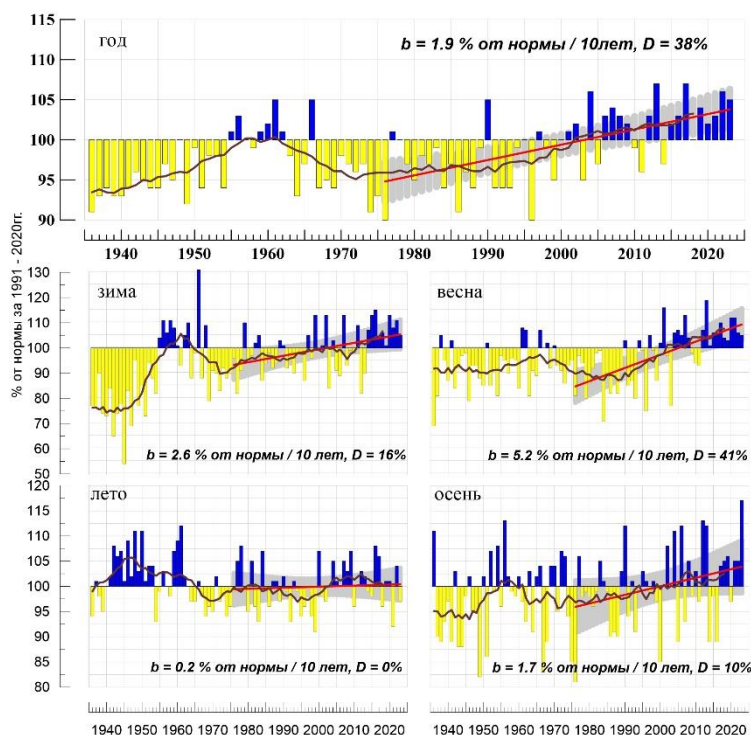 год
b = 1.9 % от нормы / 10лет, D = 38%
115
110
105
100
95
90
1940 1950 1960 1970 1980 1990 2000 2010 2020
% от нормы за 1991 - 2020гг.
зима
130
120
110
100
90
80
70
60
50
b = 2.6 % от нормы / 10 лет, D = 16%
весна
b = 5.2 % от нормы / 10 лет, D = 41%
лето
120
115
110
105
100
95
90
85
80
b = 0.2 % от нормы / 10 лет, D = 0%
1940 1950 1960 1970 1980 1990 2000 2010 2020
осень
b = 1.7 % от нормы / 10 лет, D = 10%
1940 1950 1960 1970 1980 1990 2000 2010 2020